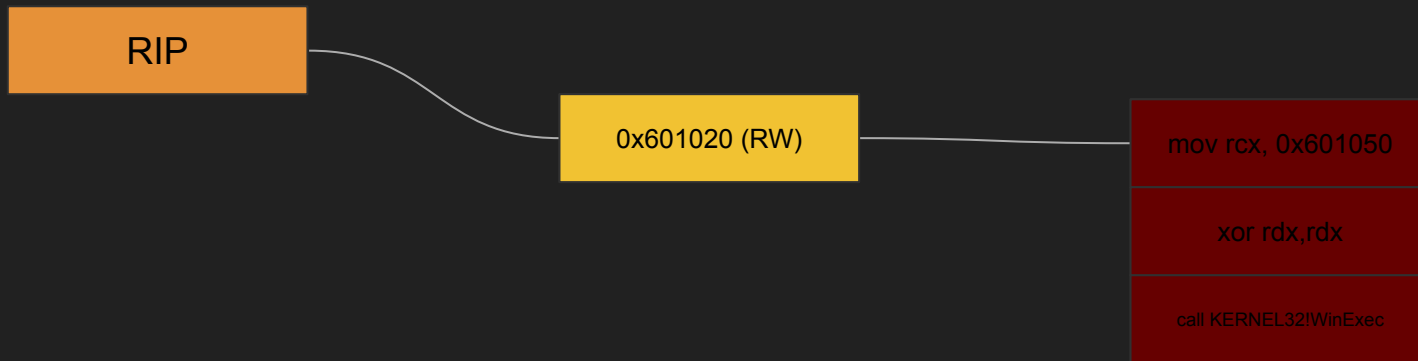 RIP
0x601020 (RW)
mov rcx, 0x601050
xor rdx,rdx
call KERNEL32!WinExec